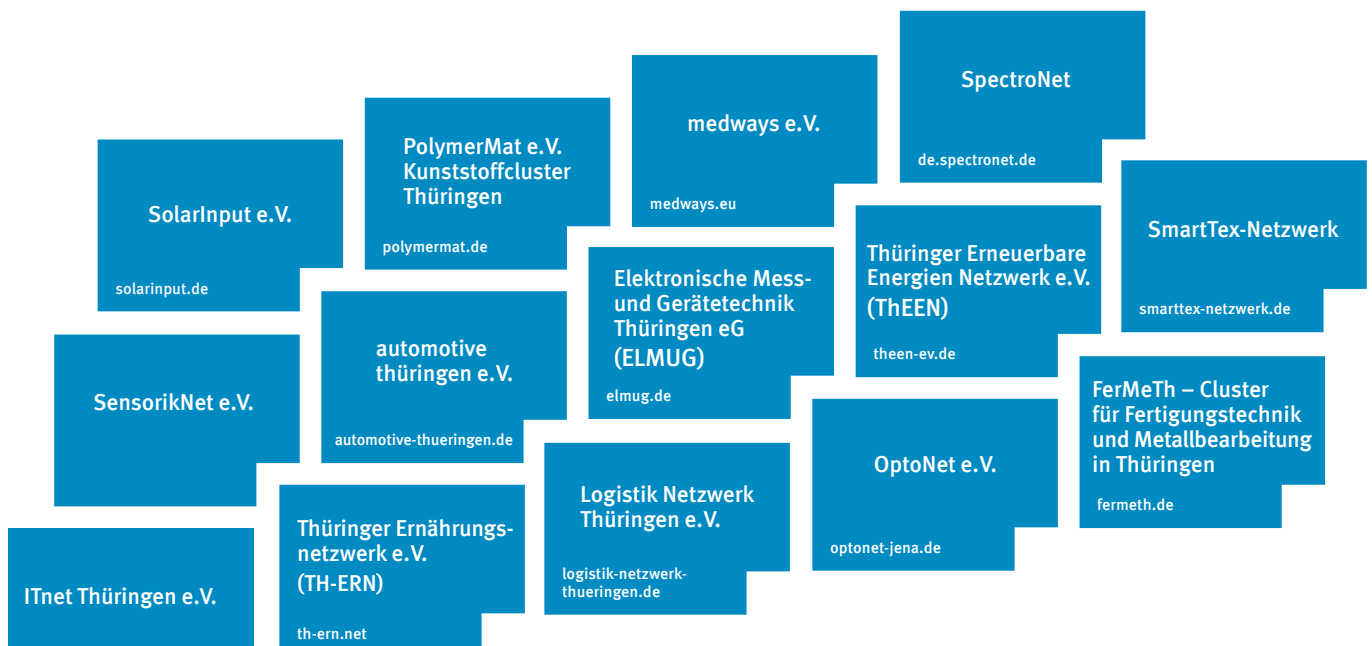 SpectroNet
de.spectronet.de
medways e.V.
medways.eu
PolymerMat e.V.
Kunststoffcluster
Thüringen
polymermat.de
SolarInput e.V.
solarinput.de
SmartTex-Netzwerk
smarttex-netzwerk.de
Thüringer Erneuerbare
Energien Netzwerk e.V.
(ThEEN)
theen-ev.de
Elektronische Mess-
und Gerätetechnik
Thüringen eG
(ELMUG)
elmug.de
automotive
thüringen e.V.
automotive-thueringen.de
SensorikNet e.V.
FerMeTh – Cluster
für Fertigungstechnik
und Metallbearbeitung
in Thüringen
fermeth.de
OptoNet e.V.
optonet-jena.de
Logistik Netzwerk
Thüringen e.V.
logistik-netzwerk-
thueringen.de
Thüringer Ernährungs-
netzwerk e.V.
(TH-ERN)
th-ern.net
ITnet Thüringen e.V.